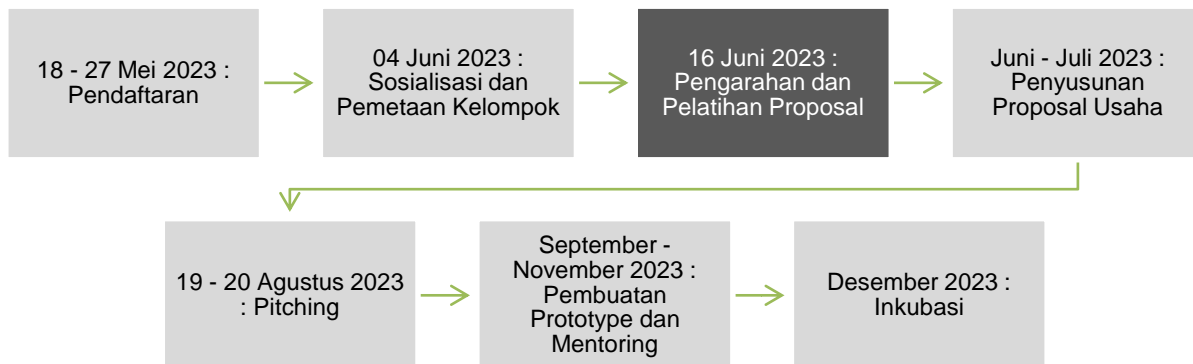 18 - 27 Mei 2023 :
Pendaftaran
04 Juni 2023 :
Sosialisasi dan
Pemetaan Kelompok
16 Juni 2023 :
Pengarahan dan
Pelatihan Proposal
Juni - Juli 2023 :
Penyusunan
Proposal Usaha
19 - 20 Agustus 2023
: Pitching
September -
November 2023 :
Pembuatan
Prototype dan
Mentoring
Desember 2023 :
Inkubasi